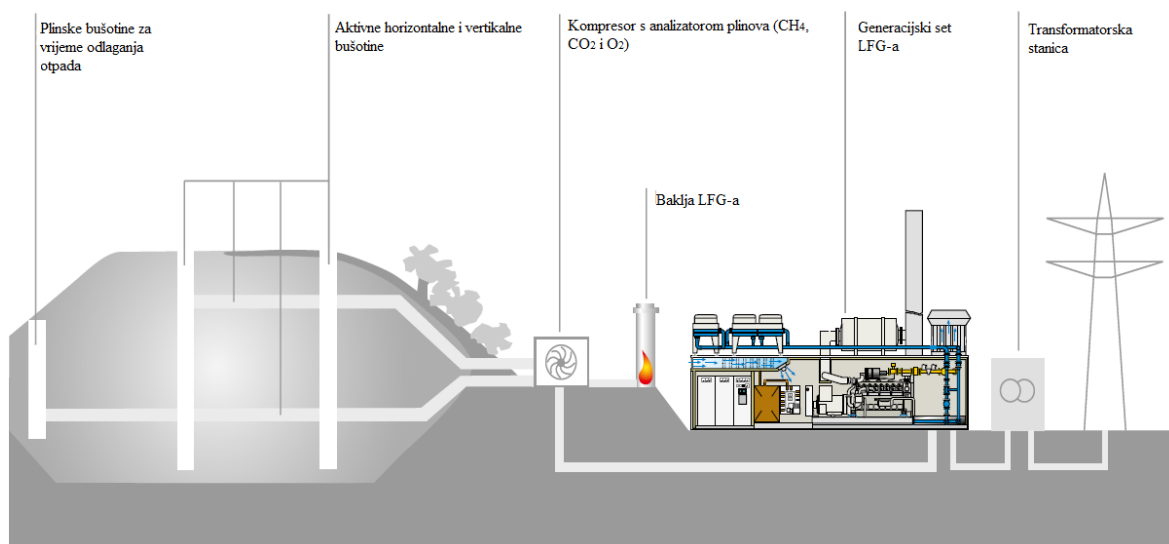 Plinske bušotine za
vrijeme odlaganja
otpada
Aktivne horizontalne i vertikalne
bušotine
Kompresor s analizatorom plinova (CH₄,
CO₂ i O₂)
Generacijski set
LFG-a
Transformatorska
stanica
Baklja LFG-a